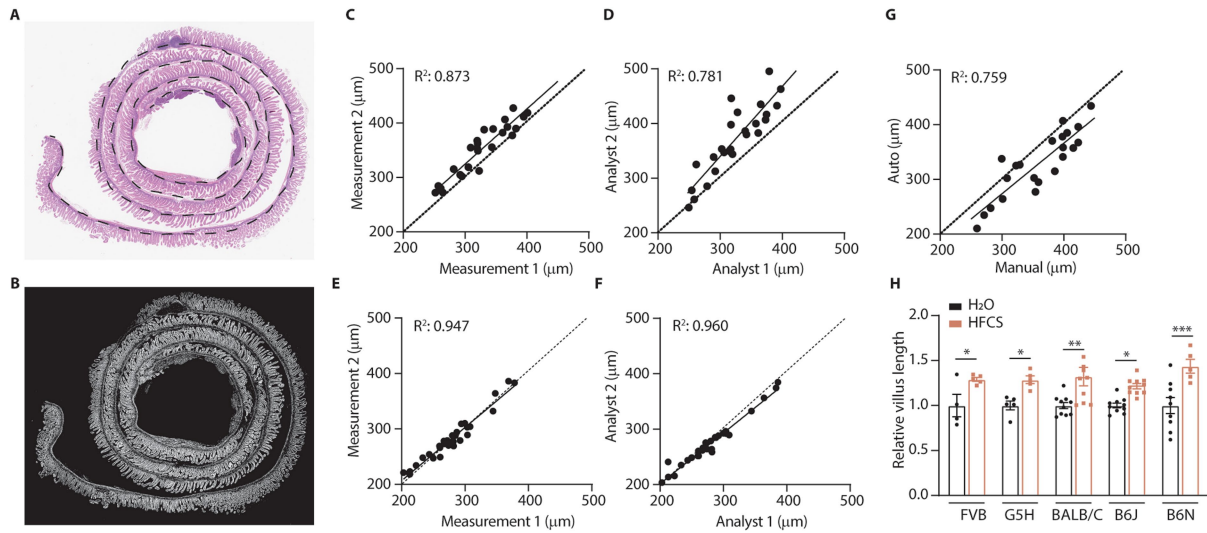 A
B
C
R²: 0.873
Measurement 2 (μm)
500
400
300
200
200 300 400 500
Measurement 1 (μm)
D
R²: 0.781
Analyst 2 (μm)
500
400
300
200
200 300 400 500
Analyst 1 (μm)
G
R²: 0.759
Auto (μm)
500
400
300
200
200 300 400 500
Manual (μm)
E
R²: 0.947
Measurement 2 (μm)
500
400
300
200
200 300 400 500
Measurement 1 (μm)
F
R²: 0.960
Analyst 2 (μm)
500
400
300
200
200 300 400 500
Analyst 1 (μm)
H
H₂O
HFCS
Relative villus length
2.0
1.5
1.0
0.5
0.0
* * ** * ***
FVB G5H BALB/C B6J B6N